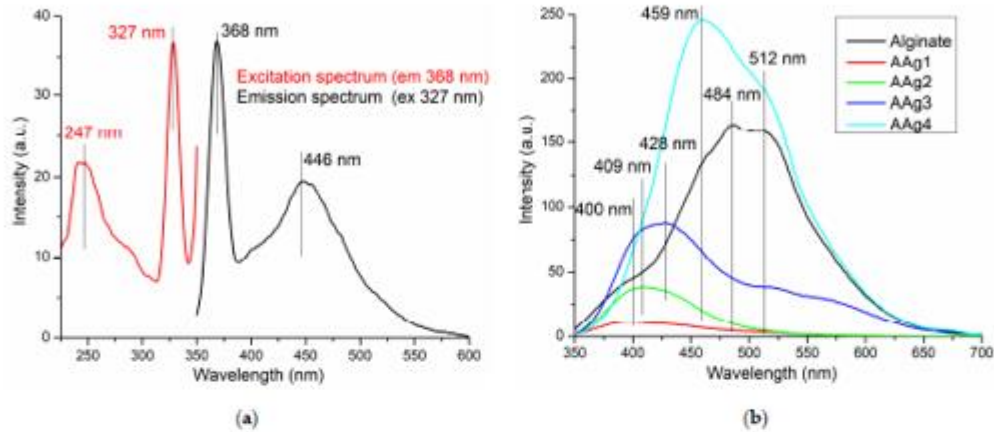 327 nm
368 nm
Excitation spectrum (em 368 nm)
Emission spectrum (ex 327 nm)
247 nm
446 nm
40
30
20
10
0
Intensity (a.u.)
250 300 350 400 450 500 550 600
Wavelength (nm)
(a)
459 nm
512 nm
484 nm
428 nm
409 nm
400 nm
Alginate
AAg1
AAg2
AAg3
AAg4
250
200
150
100
50
0
Intensity (a.u.)
350 400 450 500 550 600 650 700
Wavelength (nm)
(b)